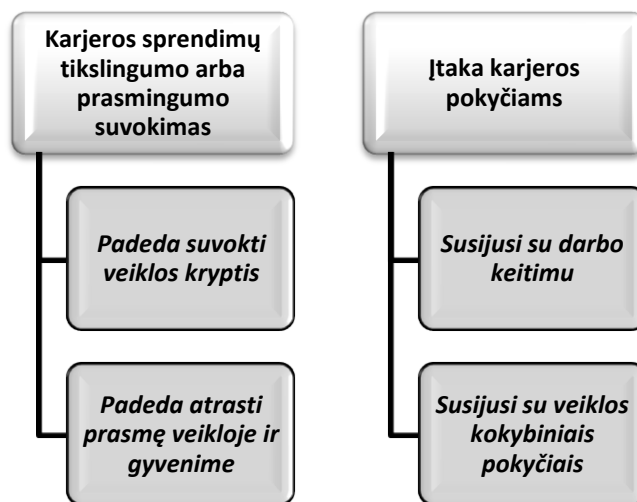 Karjeros sprendimų
tikslingumo arba
prasmingumo
suvokimas
Padeda suvokti
veiklos kryptis
Padeda atrasti
prasmę veikloje ir
gyvenime
Įtaka karjeros
pokyčiams
Susijusi su darbo
keitimu
Susijusi su veiklos
kokybiniais
pokyčiais